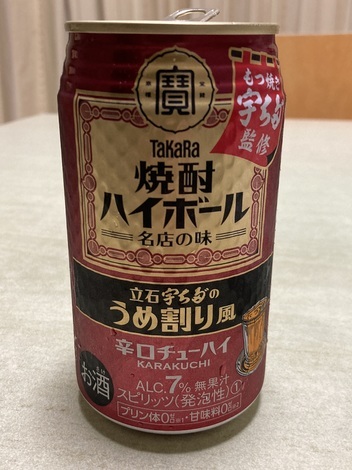 寳
もつ焼き
宇ち多゛
監修
TaKaRa
焼酎
ハイボール
名店の味
立石宇ち多゛の
うめ割り風
辛口チューハイ
KARAKUCHI
お酒
ALC.7% 無果汁
スピリッツ(発泡性)①
プリン体0・甘味料0